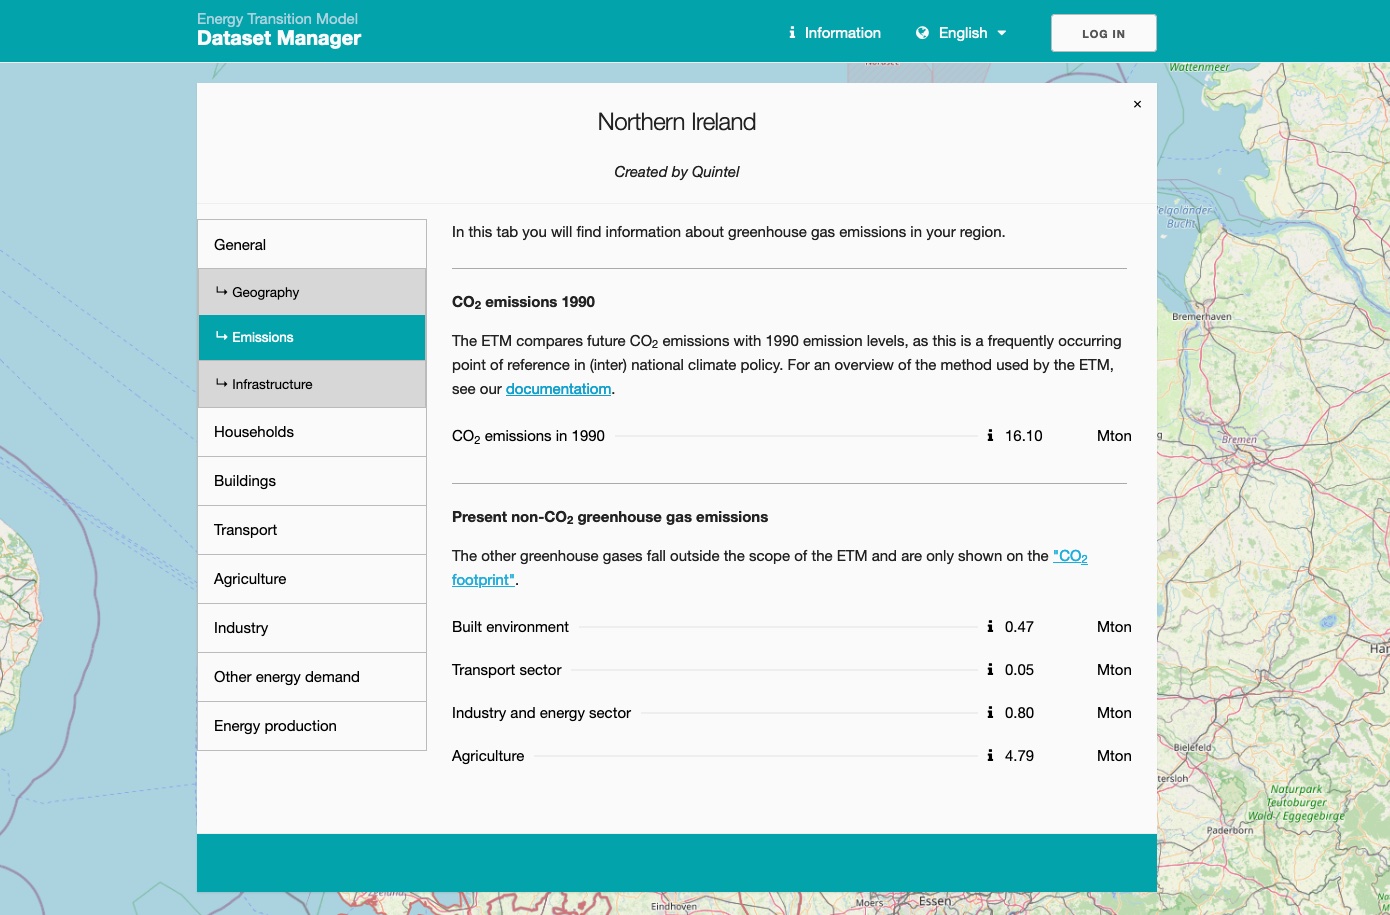 Energy Transition Model
Dataset Manager
Information
English
LOG IN
Wattenmeer
×
Northern Ireland
Created by Quintel
General
Geography
Emissions
Infrastructure
Households
Buildings
Transport
Agriculture
Industry
Other energy demand
Energy production
In this tab you will find information about greenhouse gas emissions in your region.
CO2 emissions 1990
The ETM compares future CO2 emissions with 1990 emission levels, as this is a frequently occurring
point of reference in (inter) national climate policy. For an overview of the method used by the ETM,
see our documentatiom.
CO2 emissions in 1990 16.10 Mton
Present non-CO2 greenhouse gas emissions
The other greenhouse gases fall outside the scope of the ETM and are only shown on the "CO2
footprint".
Built environment 0.47 Mton
Transport sector 0.05 Mton
Industry and energy sector 0.80 Mton
Agriculture 4.79 Mton
elgoländer
Bucht
Bremerhaven
Bremen
Har
Bielefeld
tersloh
Naturpark
Teutoburger
Wald / Eggegebirge
Paderborn
Zeeland
Eindhoven
Moers
Essen